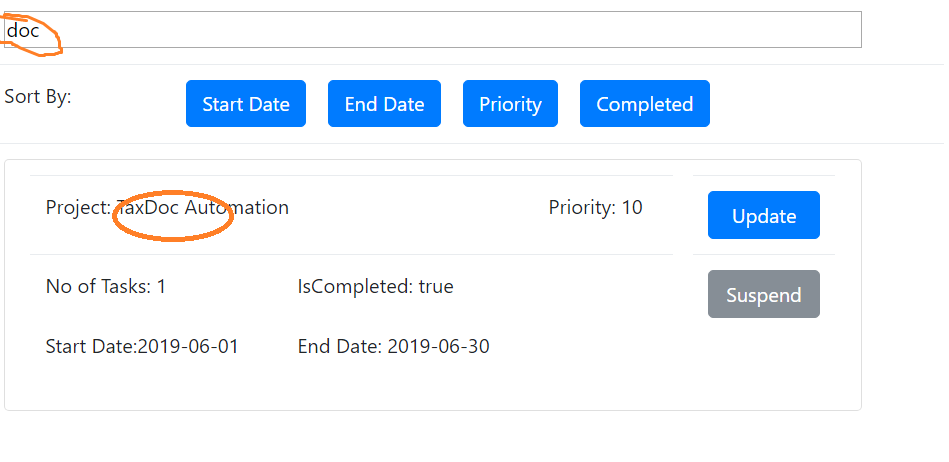 doc
Sort By: Start Date End Date Priority Completed
Project: TaxDoc Automation Priority: 10 Update
No of Tasks: 1 IsCompleted: true Suspend
Start Date:2019-06-01 End Date: 2019-06-30